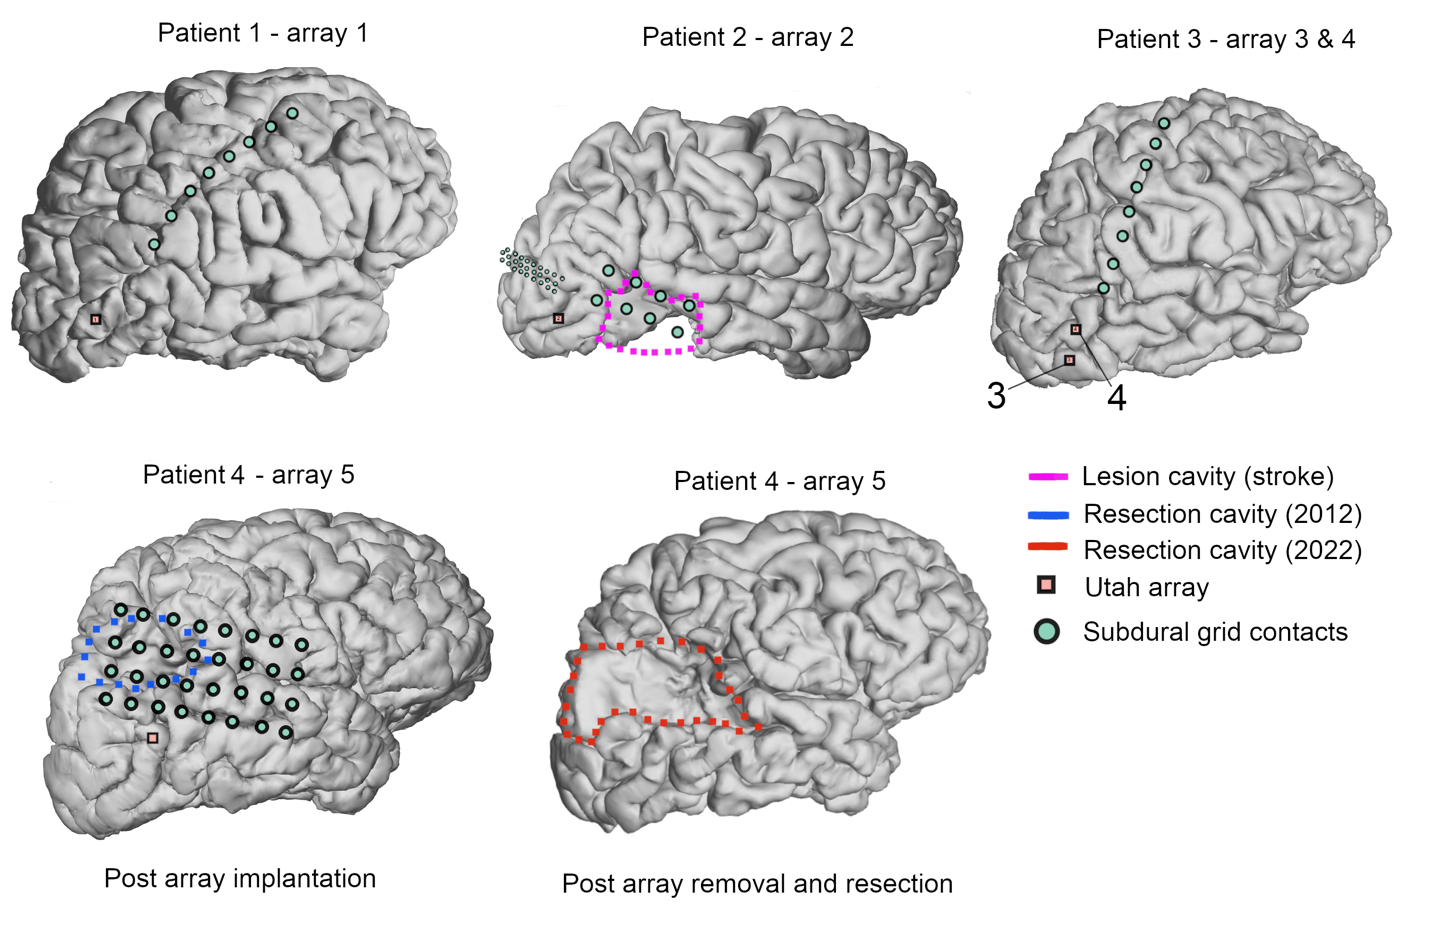 Patient 1 - array 1
Patient 2 - array 2
Patient 3 - array 3 & 4
3
4
Patient 4 - array 5
Patient 4 - array 5
Lesion cavity (stroke)
Resection cavity (2012)
Resection cavity (2022)
Utah array
Subdural grid contacts
Post array implantation
Post array removal and resection